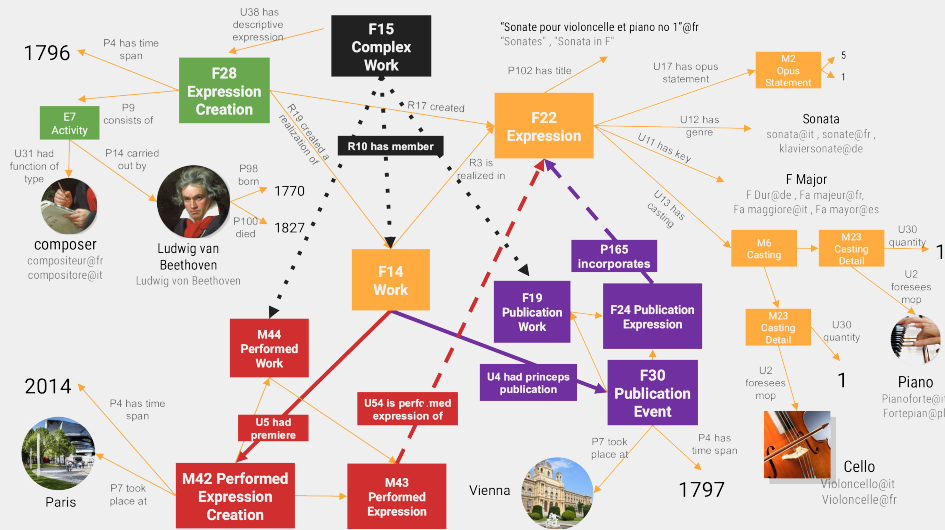 U38 has
descriptive
expression
F15
Complex
Work
"Sonate pour violoncelle et piano no 1"@fr
"Sonates" , "Sonata in F"
1796
P4 has time
span
F28
Expression
Creation
P102 has title
U17 has opus
statement
M2
Opus
Statement
5
1
P9
consists of
E7
Activity
R17 created
R19 created a
realization of
F22
Expression
U12 has
genre
Sonata
sonata@it , sonate@fr ,
klaviersonate@de
R10 has member
U11 has key
U31 had
function of
type
P14 carried
out by
P98
born
1770
P100
died
1827
R3 is
realized in
F Major
F Dur@de , Fa majeur@fr,
Fa maggiore@it , Fa mayor@es
U13 has
casting
composer
compositeur@fr
compositore@it
Ludwig van
Beethoven
Ludwig van Beethoven
F14
Work
P165
incorporates
M6
Casting
M23
Casting
Detail
U30
quantity
1
U2
foresees
mop
F19
Publication
Work
F24 Publication
Expression
M44
Performed
Work
M23
Casting
Detail
U30
quantity
1
U2
foresees
mop
Piano
Pianoforte@it
Fortepian@pl
U4 had princeps
publication
F30
Publication
Event
2014
P4 has time
span
U5 had
premiere
U54 is perfc .med
expression of
P7 took
place at
P4 has
time span
Cello
Violoncello@it
Violoncelle@fr
Paris
P7 took
place at
M42 Performed
Expression
Creation
M43
Performed
Expression
Vienna
1797